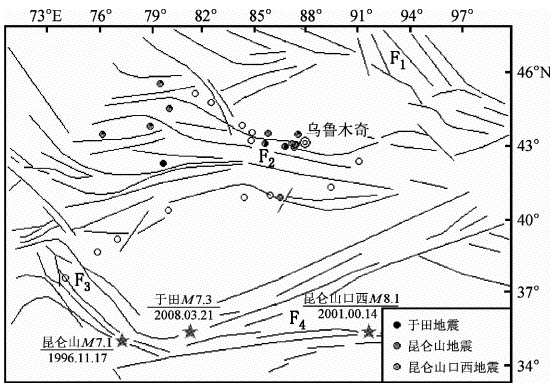 73°E 76° 79° 82° 85° 88° 91° 94° 97°
F1
46°N
乌鲁木奇
43°
F2
40°
F3
于田M7.3
2008.03.21
昆仑山口西M8.1
2001.00.14
37°
F4
昆仑山M7.1
1996.11.17
于田地震
昆仑山地震
昆仑山口西地震
34°